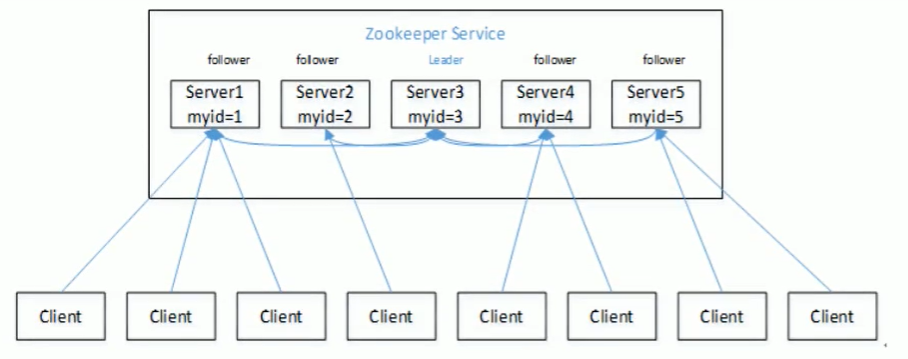 Zookeeper Service
follower follower Leader follower follower
Server1 Server2 Server3 Server4 Server5
myid=1 myid=2 myid=3 myid=4 myid=5
Client Client Client Client Client Client Client Client